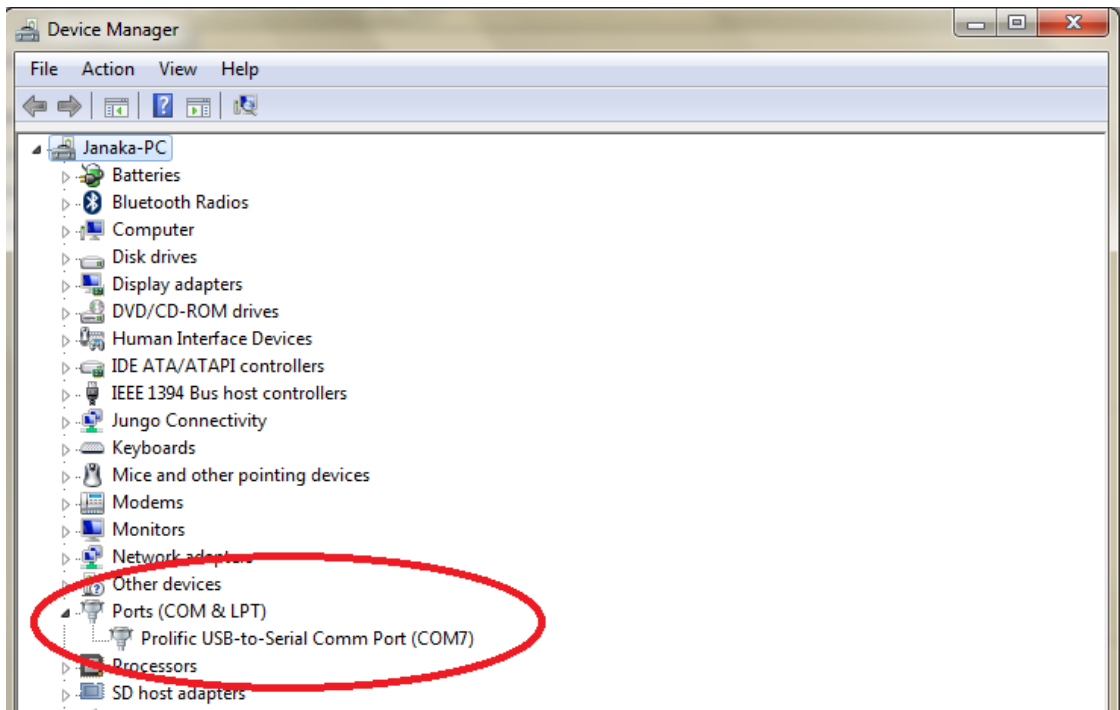 Device Manager
File Action View Help
Janaka-PC
Batteries
Bluetooth Radios
Computer
Disk drives
Display adapters
DVD/CD-ROM drives
Human Interface Devices
IDE ATA/ATAPI controllers
IEEE 1394 Bus host controllers
Jungo Connectivity
Keyboards
Mice and other pointing devices
Modems
Monitors
Network adapters
Other devices
Ports (COM & LPT)
Prolific USB-to-Serial Comm Port (COM7)
Processors
SD host adapters